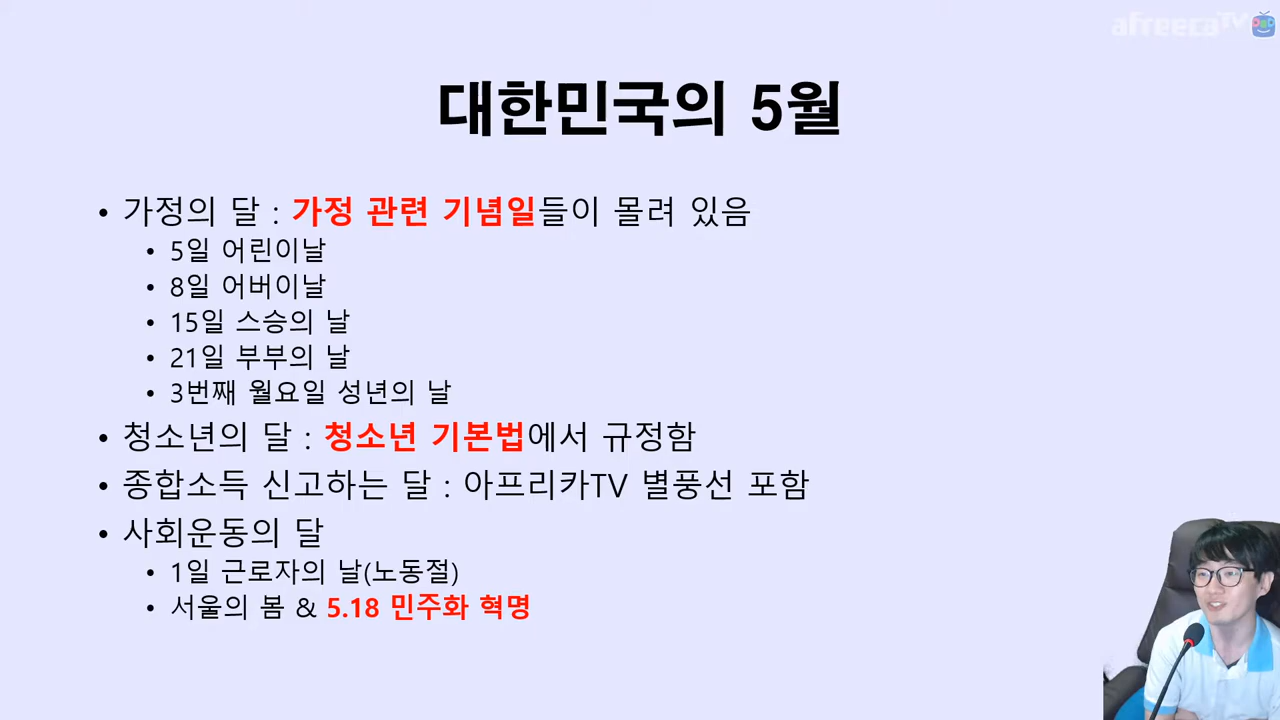 afreecaTV
대한민국의 5월
• 가정의 달 : 가정 관련 기념일들이 몰려 있음
• 5일 어린이날
• 8일 어버이날
• 15일 스승의 날
• 21일 부부의 날
• 3번째 월요일 성년의 날
• 청소년의 달 : 청소년 기본법에서 규정함
• 종합소득 신고하는 달 : 아프리카TV 별풍선 포함
• 사회운동의 달
• 1일 근로자의 날(노동절)
• 서울의 봄 & 5.18 민주화 혁명